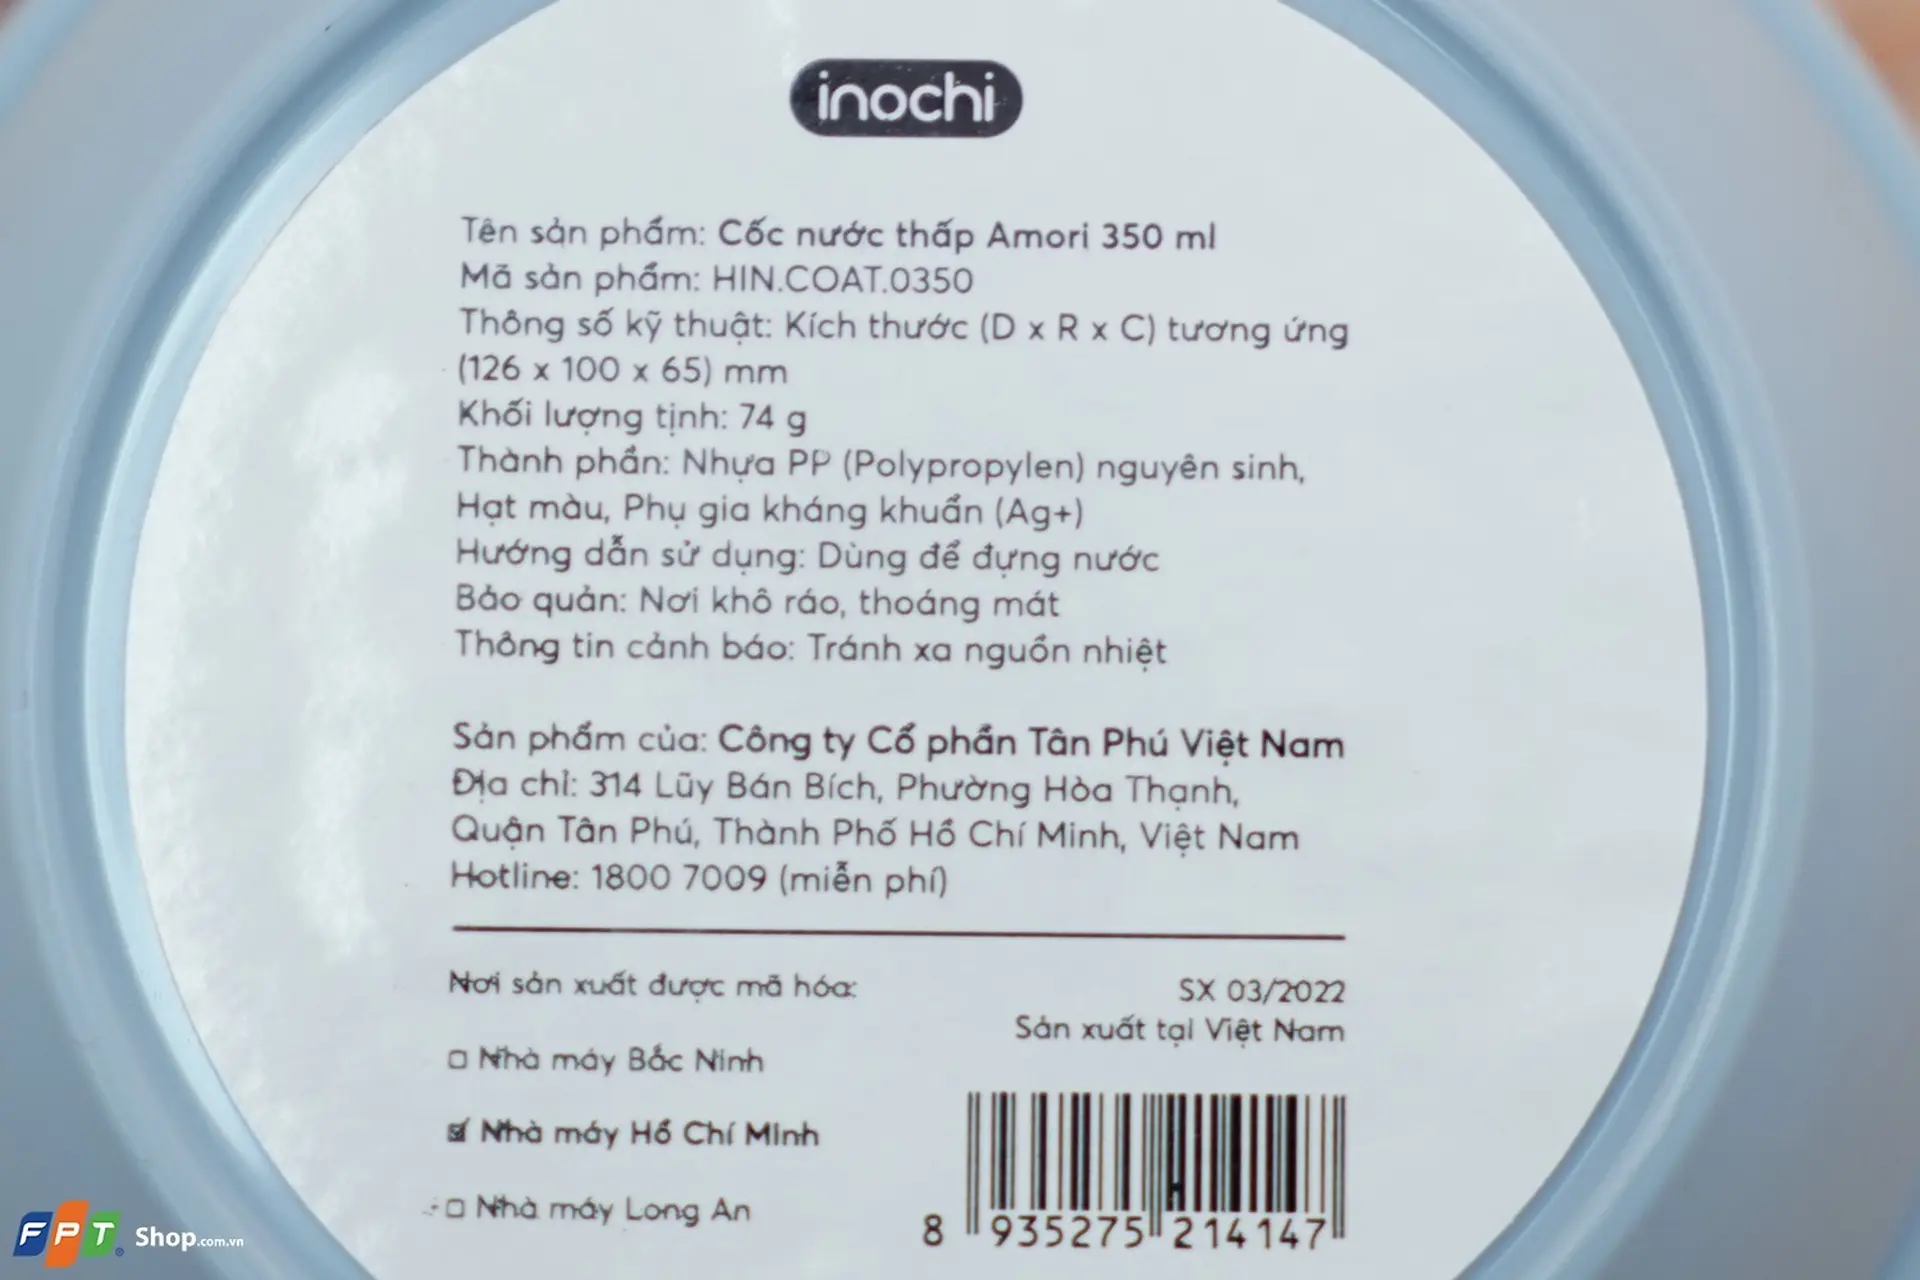 inochi
Tên sản phẩm: Cốc nước thấp Amori 350 ml
Mã sản phẩm: HIN.COAT.0350
Thông số kỹ thuật: Kích thước (D x R x C) tương ứng
(126 x 100 x 65) mm
Khối lượng tịnh: 74 g
Thành phần: Nhựa PP (Polypropylen) nguyên sinh,
Hạt màu, Phụ gia kháng khuẩn (Ag+)
Hướng dẫn sử dụng: Dùng để đựng nước
Bảo quản: Nơi khô ráo, thoáng mát
Thông tin cảnh báo: Tránh xa nguồn nhiệt
Sản phẩm của: Công ty Cổ phần Tân Phú Việt Nam
Địa chỉ: 314 Lũy Bán Bích, Phường Hòa Thạnh,
Quận Tân Phú, Thành Phố Hồ Chí Minh, Việt Nam
Hotline: 1800 7009 (miễn phí)
Nơi sản xuất được mã hóa:
SX 03/2022
Sản xuất tại Việt Nam
Nhà máy Bắc Ninh
Nhà máy Hồ Chí Minh
Nhà máy Long An
8 935275 214147
FPT Shop.com.vn